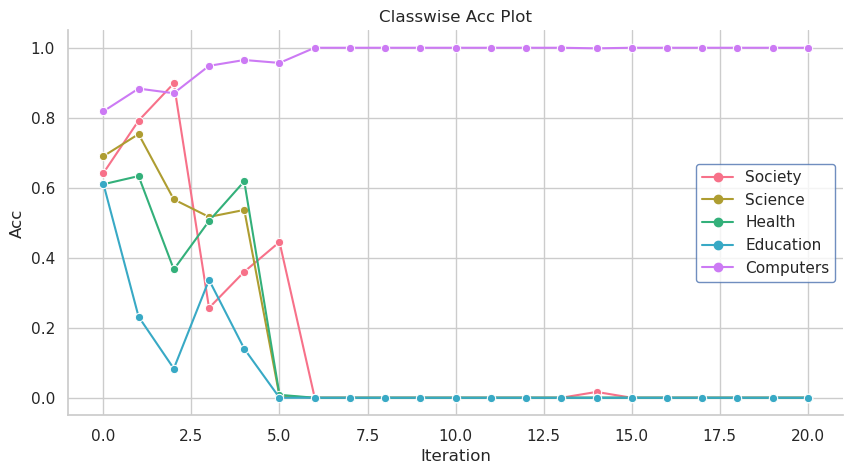 Classwise Acc Plot
1.0
0.8
0.6
0.4
0.2
0.0
Acc
Society
Science
Health
Education
Computers
0.0 2.5 5.0 7.5 10.0 12.5 15.0 17.5 20.0
Iteration